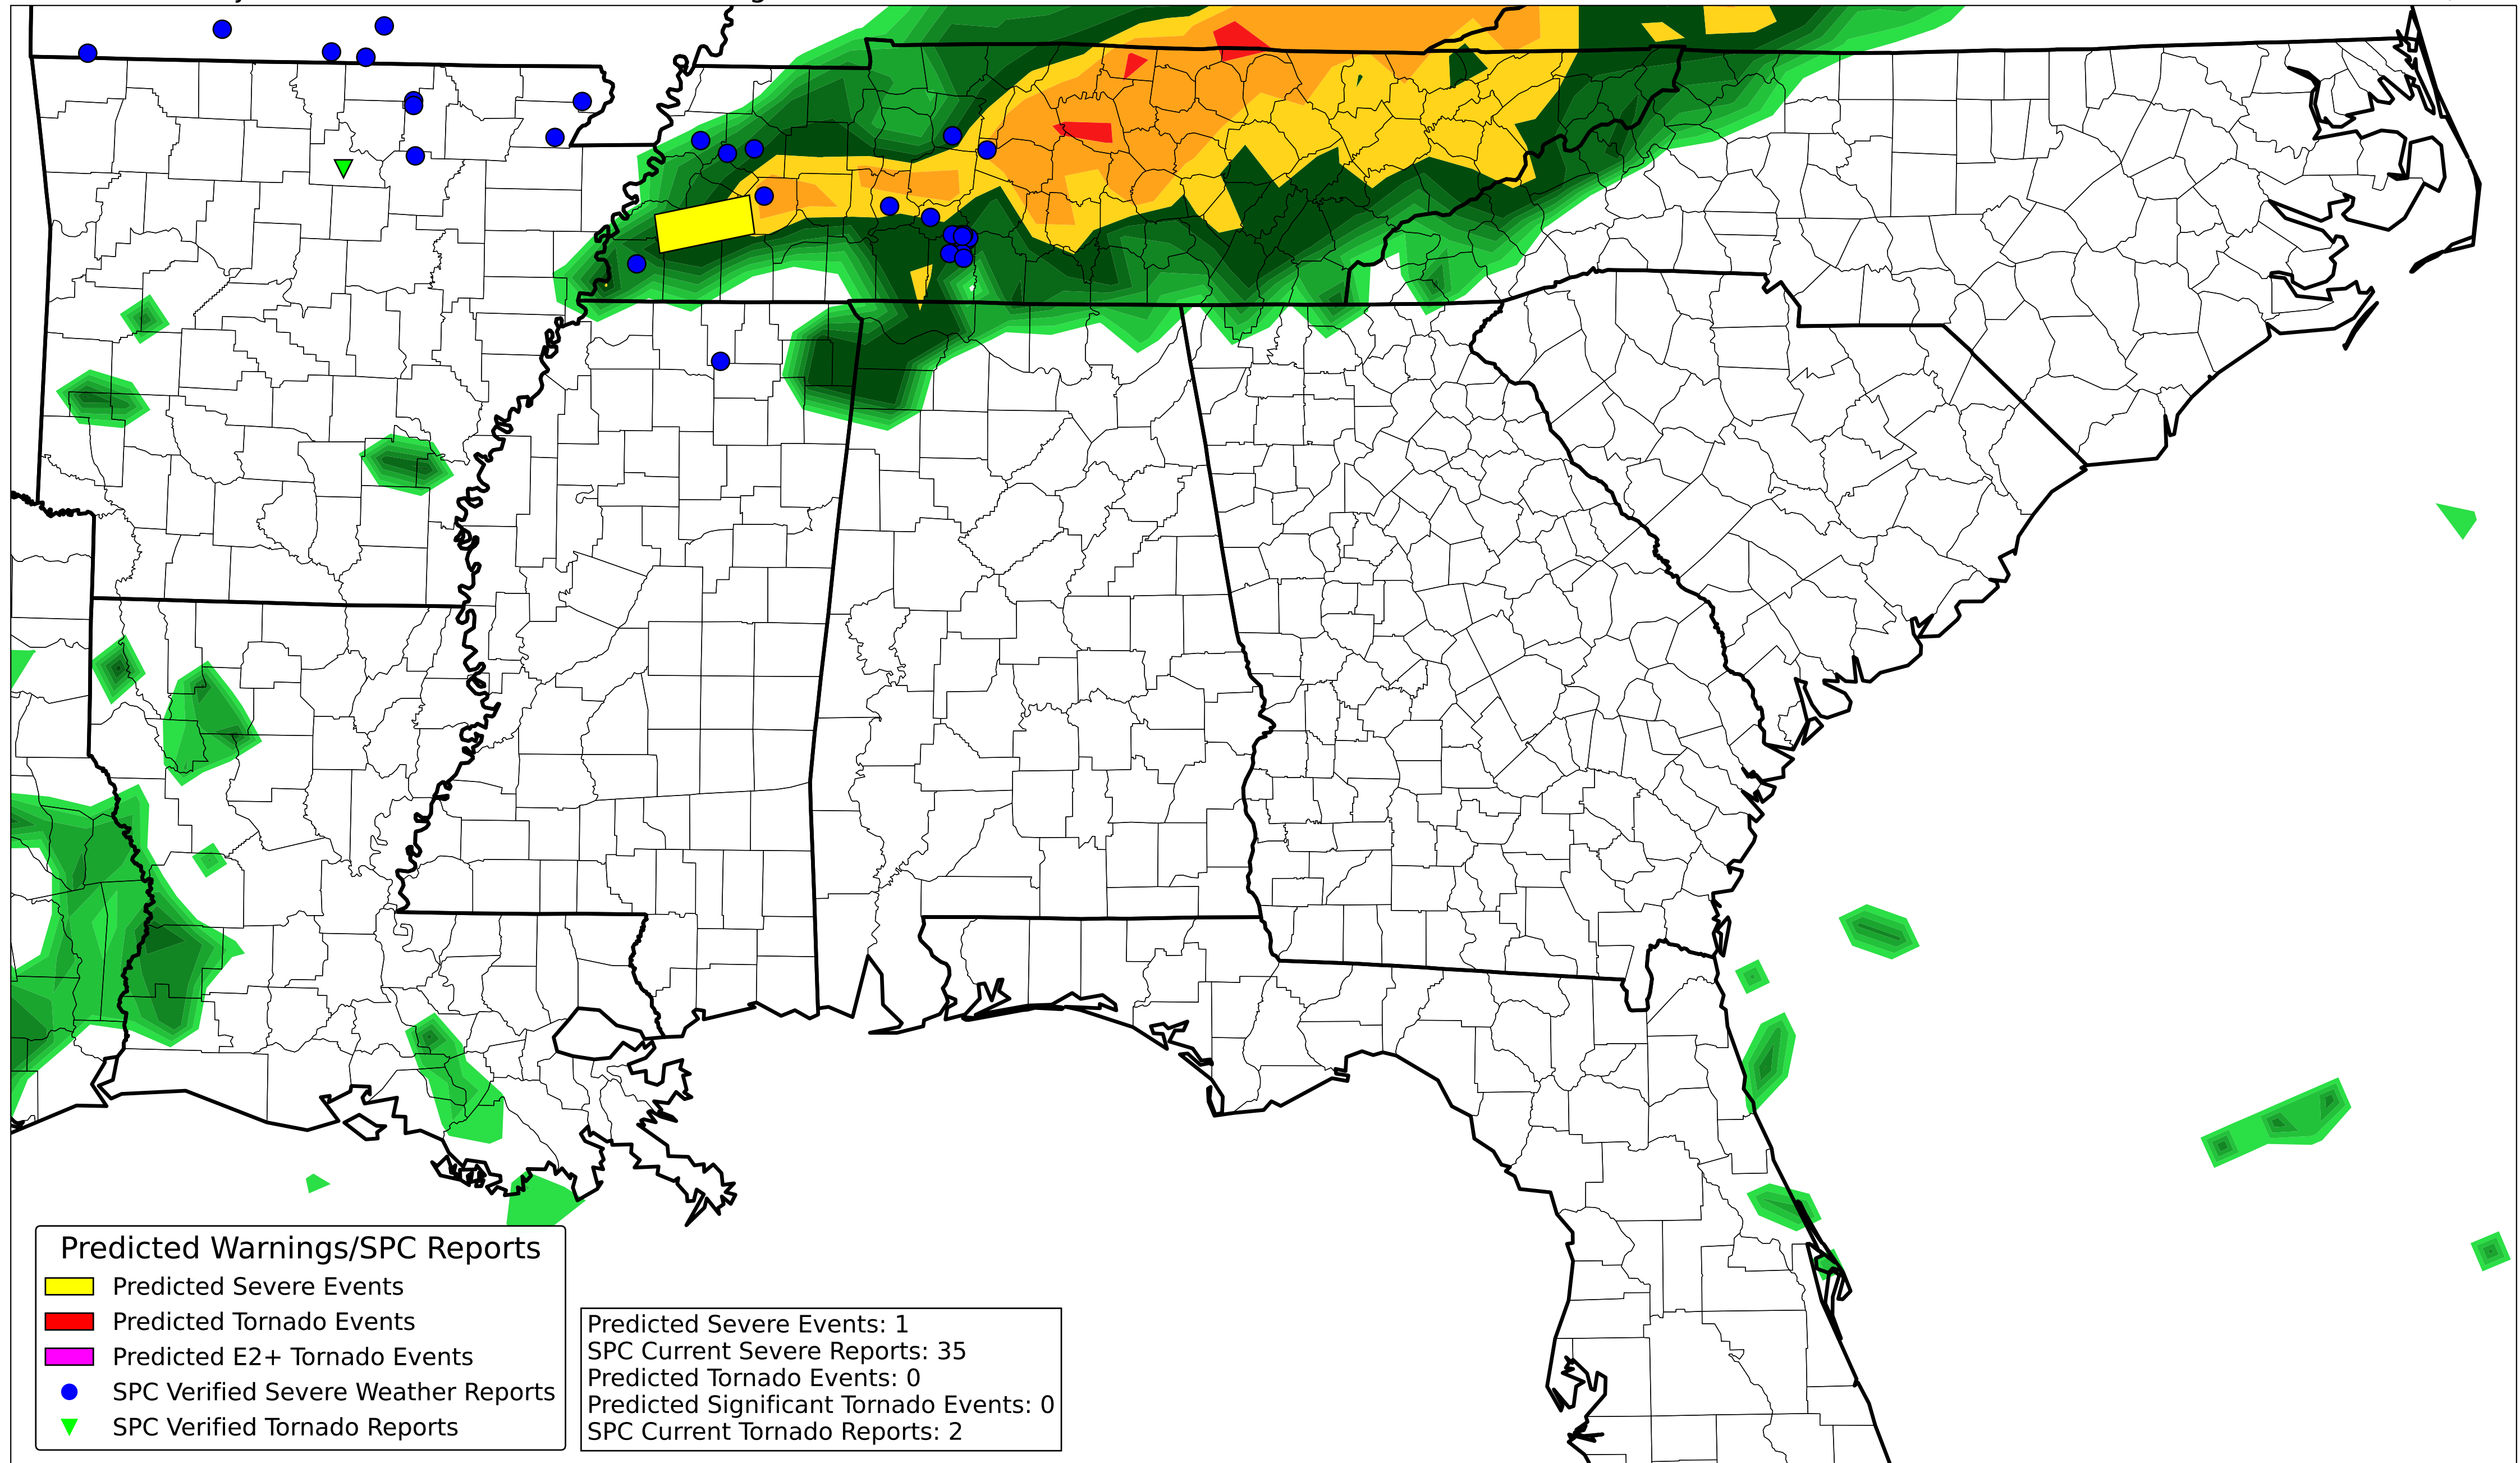 Predicted Warnings/SPC Reports
Predicted Severe Events
Predicted Tornado Events
Predicted E2+ Tornado Events
SPC Verified Severe Weather Reports
SPC Verified Tornado Reports
Predicted Severe Events: 1
SPC Current Severe Reports: 35
Predicted Tornado Events: 0
Predicted Significant Tornado Events: 0
SPC Current Tornado Reports: 2